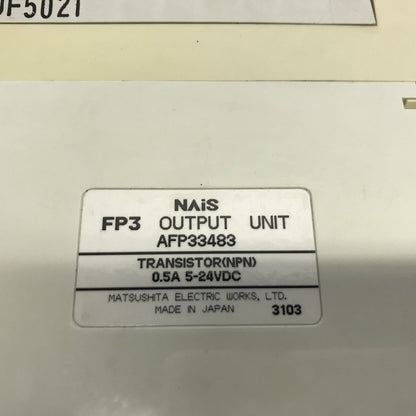 DF5021
NAiS
FP3 OUTPUT UNIT
AFP33483
TRANSISTOR(NPN)
0.5A 5-24VDC
MATSUSHITA ELECTRIC WORKS, LTD.
MADE IN JAPAN 3103